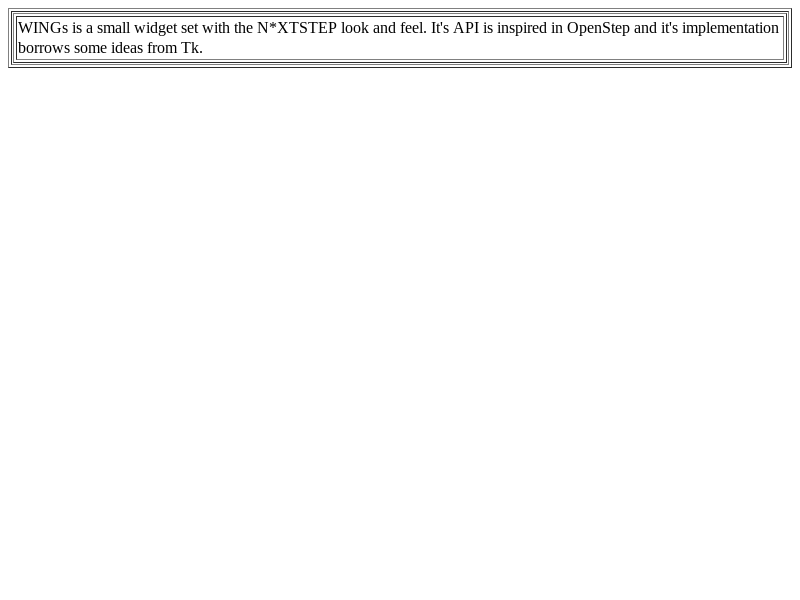 WINGs is a small widget set with the N*XTSTEP look and feel. It's API is inspired in OpenStep and it's implementation
borrows some ideas from Tk.